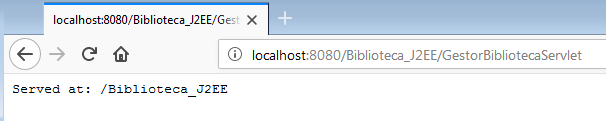 localhost:8080/Biblioteca_J2EE/Gest
localhost:8080/Biblioteca_J2EE/GestorBibliotecaServlet
Served at: /Biblioteca_J2EE